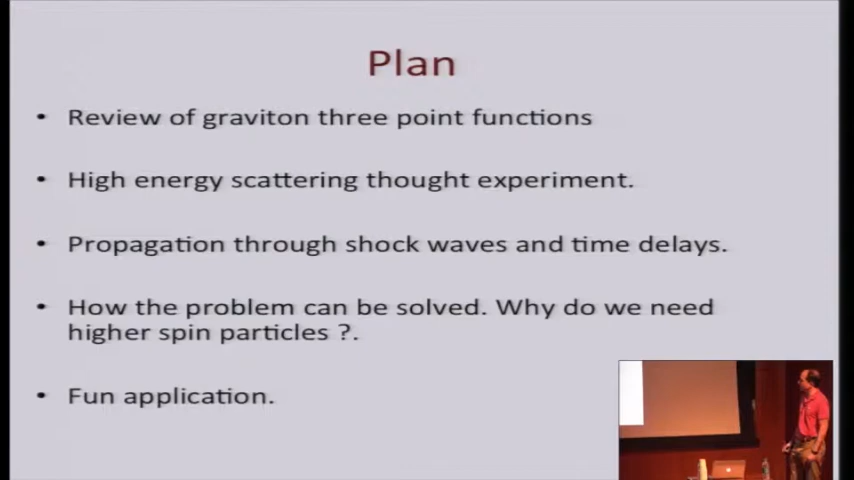 Plan
• Review of graviton three point functions
• High energy scattering thought experiment.
• Propagation through shock waves and time delays.
• How the problem can be solved. Why do we need
higher spin particles ?.
• Fun application.